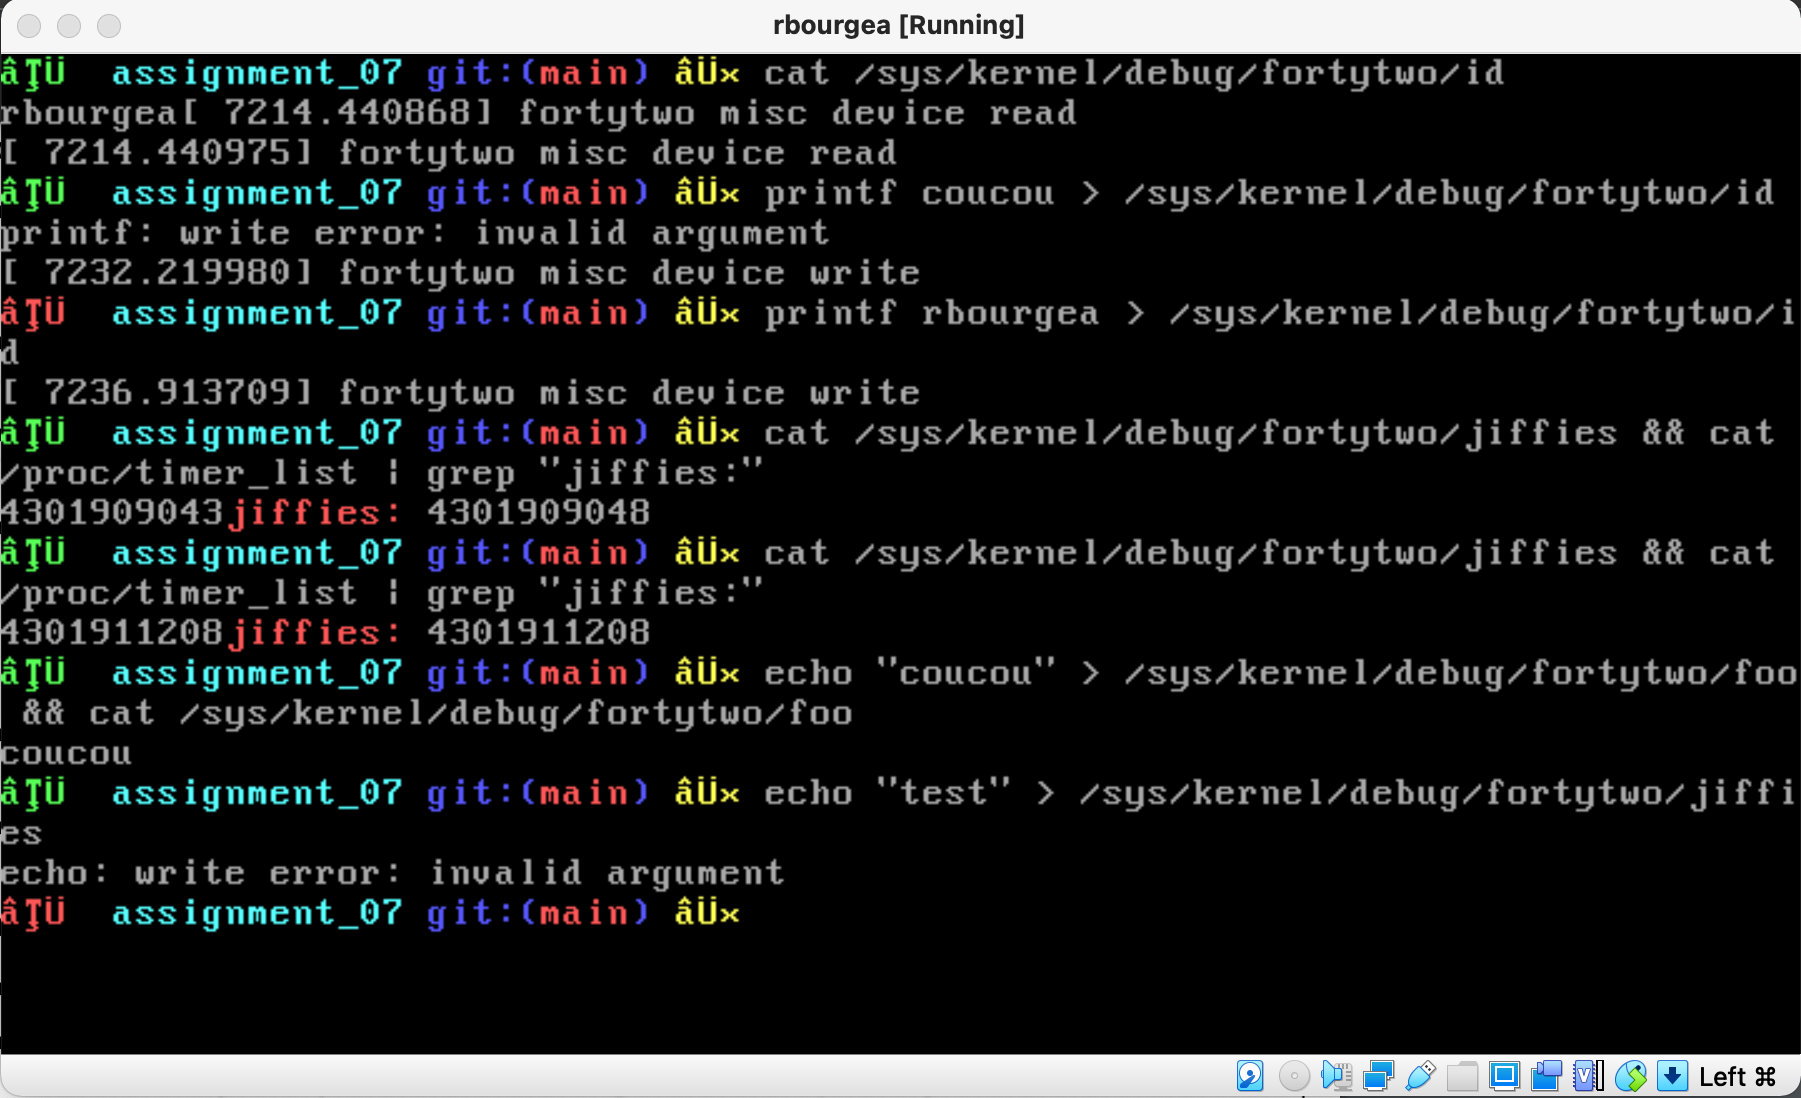 rbourgea [Running]
âŢÜ  assignment_07 git:(main) âÜ× cat /sys/kernel/debug/fortytwo/id
rbourgea[ 7214.440868] fortytwo misc device read
[ 7214.440975] fortytwo misc device read
âŢÜ  assignment_07 git:(main) âÜ× printf coucou > /sys/kernel/debug/fortytwo/id
printf: write error: invalid argument
[ 7232.219980] fortytwo misc device write
âŢÜ  assignment_07 git:(main) âÜ× printf rbourgea > /sys/kernel/debug/fortytwo/i
d
[ 7236.913709] fortytwo misc device write
âŢÜ  assignment_07 git:(main) âÜ× cat /sys/kernel/debug/fortytwo/jiffies && cat
/proc/timer_list | grep "jiffies:"
4301909043jiffies: 4301909048
âŢÜ  assignment_07 git:(main) âÜ× cat /sys/kernel/debug/fortytwo/jiffies && cat
/proc/timer_list | grep "jiffies:"
4301911208jiffies: 4301911208
âŢÜ  assignment_07 git:(main) âÜ× echo "coucou" > /sys/kernel/debug/fortytwo/foo
 && cat /sys/kernel/debug/fortytwo/foo
coucou
âŢÜ  assignment_07 git:(main) âÜ× echo "test" > /sys/kernel/debug/fortytwo/jiffi
es
echo: write error: invalid argument
âŢÜ  assignment_07 git:(main) âÜ×
Left ⌘